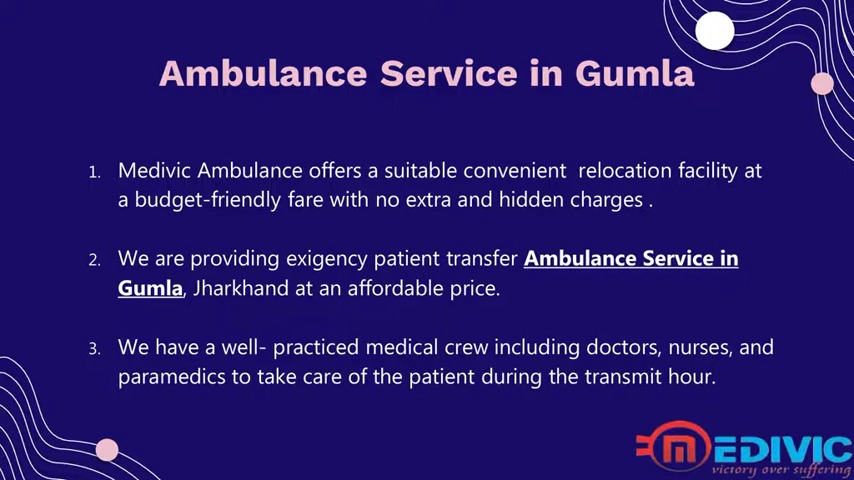 Ambulance Service in Gumla
1. Medivic Ambulance offers a suitable convenient relocation facility at
a budget-friendly fare with no extra and hidden charges .
2. We are providing exigency patient transfer Ambulance Service in
Gumla, Jharkhand at an affordable price.
3. We have a well- practiced medical crew including doctors, nurses, and
paramedics to take care of the patient during the transmit hour.
MEDIVIC
victory over suffering